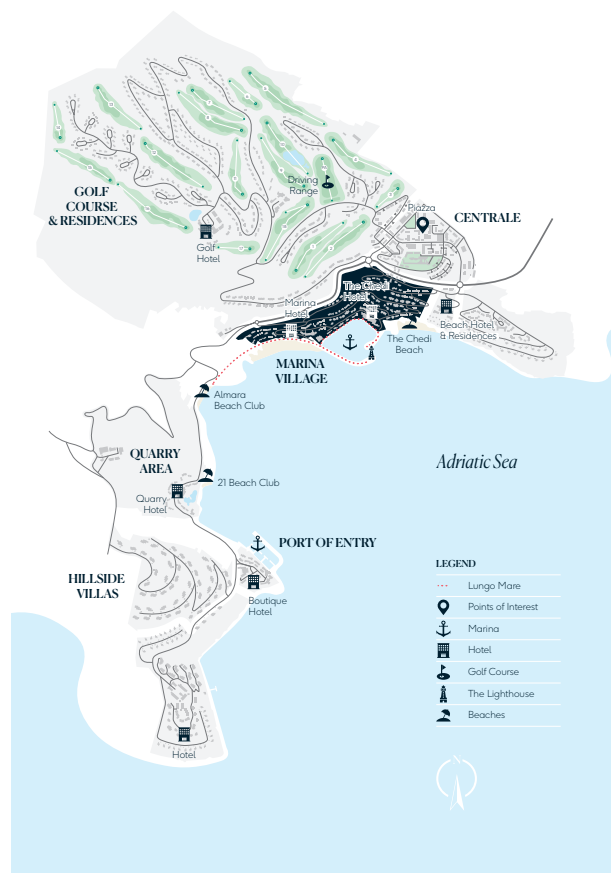 Driving
Range
GOLF
COURSE
& RESIDENCES
Piazza
CENTRALE
Golf
Hotel
The Chedi
Hotel
Marina
Hotel
Beach Hotel
& Residences
The Chedi
Beach
MARINA
VILLAGE
Almara
Beach Club
QUARRY
AREA
Adriatic Sea
21 Beach Club
Quarry
Hotel
PORT OF ENTRY
HILLSIDE
VILLAS
Boutique
Hotel
Hotel
LEGEND
Lungo Mare
Points of Interest
Marina
Hotel
Golf Course
The Lighthouse
Beaches
N